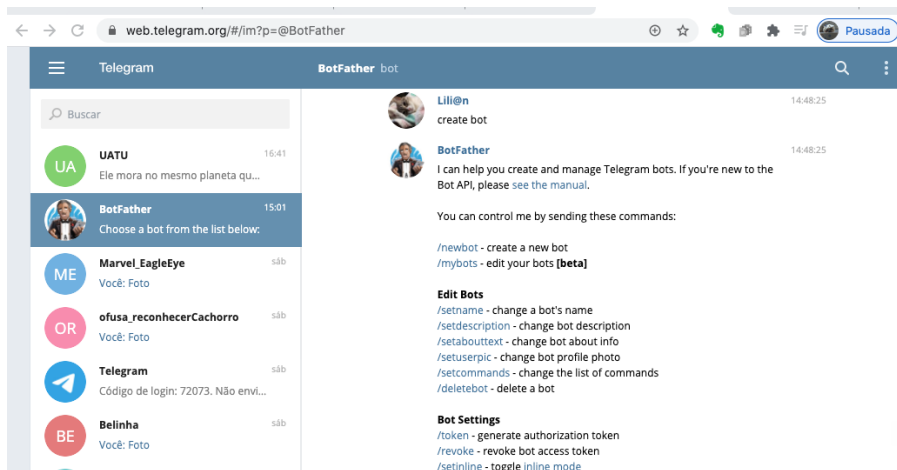 web.telegram.org/#/im?p=@BotFather
Pausada
Telegram
BotFather bot
Buscar
UA
UATU
16:41
Ele mora no mesmo planeta qu...
BotFather
15:01
Choose a bot from the list below:
ME
Marvel_EagleEye
sáb
Você: Foto
OR
ofusa_reconhecerCachorro
sáb
Você: Foto
Telegram
sáb
Código de login: 72073. Não envi...
BE
Belinha
sáb
Você: Foto
Lili@n
14:48:25
create bot
BotFather
14:48:25
I can help you create and manage Telegram bots. If you're new to the
Bot API, please see the manual.
You can control me by sending these commands:
/newbot - create a new bot
/mybots - edit your bots [beta]
Edit Bots
/setname - change a bot's name
/setdescription - change bot description
/setabouttext - change bot about info
/setuserpic - change bot profile photo
/setcommands - change the list of commands
/deletebot - delete a bot
Bot Settings
/token - generate authorization token
/revoke - revoke bot access token
/setinline - toggle inline mode